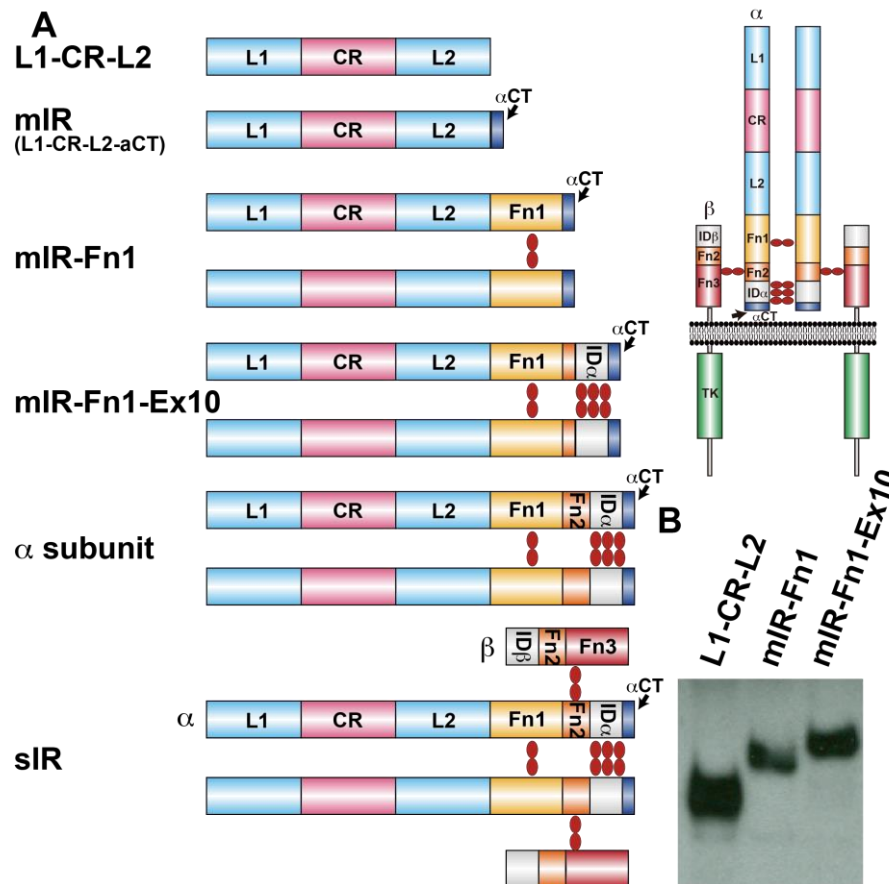 A
L1-CR-L2
L1 CR L2
mIR
(L1-CR-L2-aCT)
αCT
L1 CR L2
mIR-Fn1
αCT
L1 CR L2 Fn1
mIR-Fn1-Ex10
αCT
L1 CR L2 Fn1 IDα
α subunit
αCT
L1 CR L2 Fn1 Fn2 IDα
sIR
β
IDβ Fn2 Fn3
αCT
α
L1 CR L2 Fn1 Fn2 IDα
α
L1
CR
L2
β
IDβ
Fn2
Fn3
Fn1
Fn2
IDα
αCT
TK
B
L1-CR-L2
mIR-Fn1
mIR-Fn1-Ex10